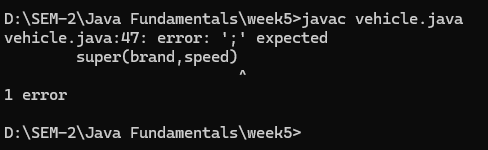 D:\SEM-2\Java Fundamentals\week5>javac vehicle.java
vehicle.java:47: error: ';' expected
        super(brand,speed)
                          ^
1 error

D:\SEM-2\Java Fundamentals\week5>